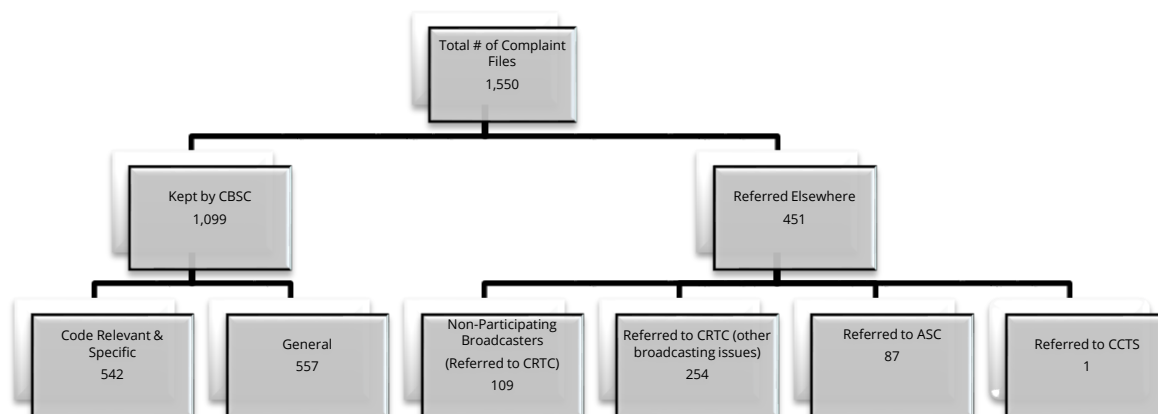 Total # of Complaint
Files
1,550
Kept by CBSC
1,099
Referred Elsewhere
451
Code Relevant &
Specific
542
General
557
Non-Participating
Broadcasters
(Referred to CRTC)
109
Referred to CRTC (other
broadcasting issues)
254
Referred to ASC
87
Referred to CCTS
1